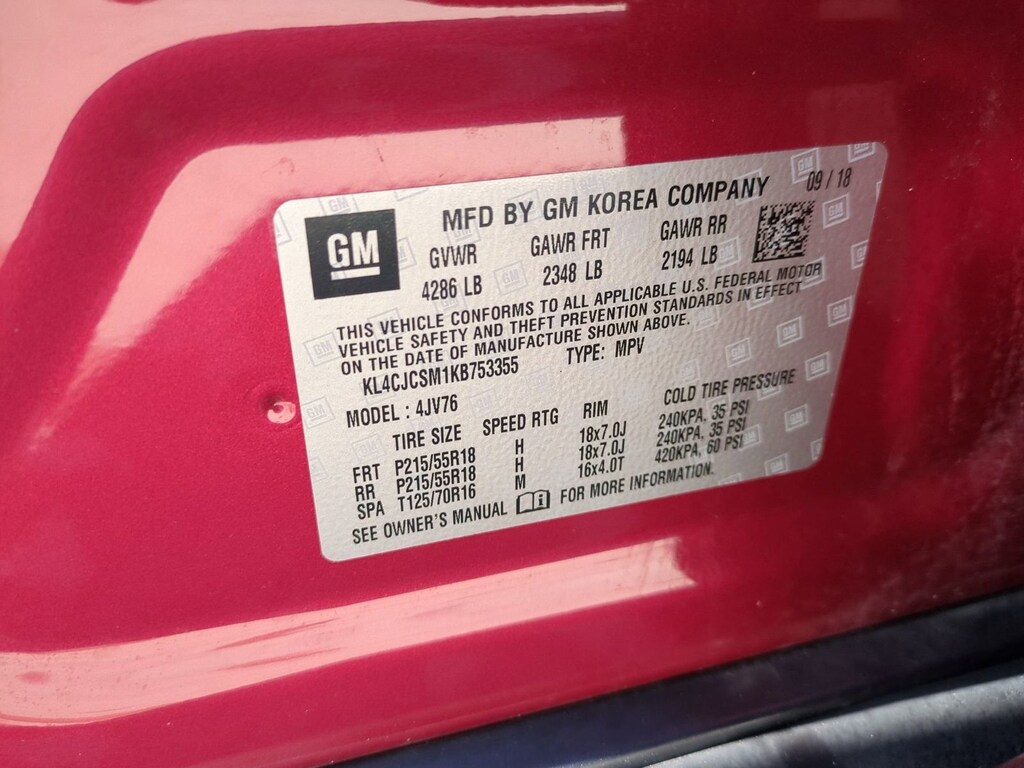 GM
MFD BY GM KOREA COMPANY 09 / 18
GVWR GAWR FRT GAWR RR
4286 LB 2348 LB 2194 LB
THIS VEHICLE CONFORMS TO ALL APPLICABLE U.S. FEDERAL MOTOR
VEHICLE SAFETY AND THEFT PREVENTION STANDARDS IN EFFECT
ON THE DATE OF MANUFACTURE SHOWN ABOVE.
KL4CJCSM1KB753355 TYPE: MPV
MODEL : 4JV76
TIRE SIZE SPEED RTG RIM COLD TIRE PRESSURE
FRT P215/55R18 H 18x7.0J 240KPA, 35 PSI
RR P215/55R18 H 18x7.0J 240KPA, 35 PSI
SPA T125/70R16 M 16x4.0T 420KPA, 60 PSI
SEE OWNER'S MANUAL FOR MORE INFORMATION.